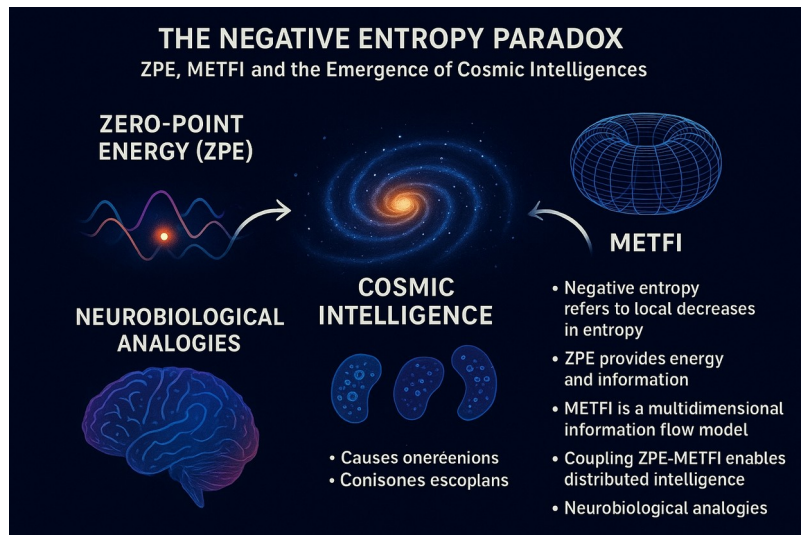 THE NEGATIVE ENTROPY PARADOX
ZPE, METFI and the Emergence of Cosmic Intelligences
ZERO-POINT
ENERGY (ZPE)
METFI
NEUROBIOLOGICAL
ANALOGIES
COSMIC
INTELLIGENCE
• Causes onereenions
• Conisones escoplans
• Negative entropy
refers to local decreases
in entropy
• ZPE provides energy
and information
• METFI is a multidimensional
information flow model
• Coupling ZPE-METFI enables
distributed intelligence
• Neurobiological analogies